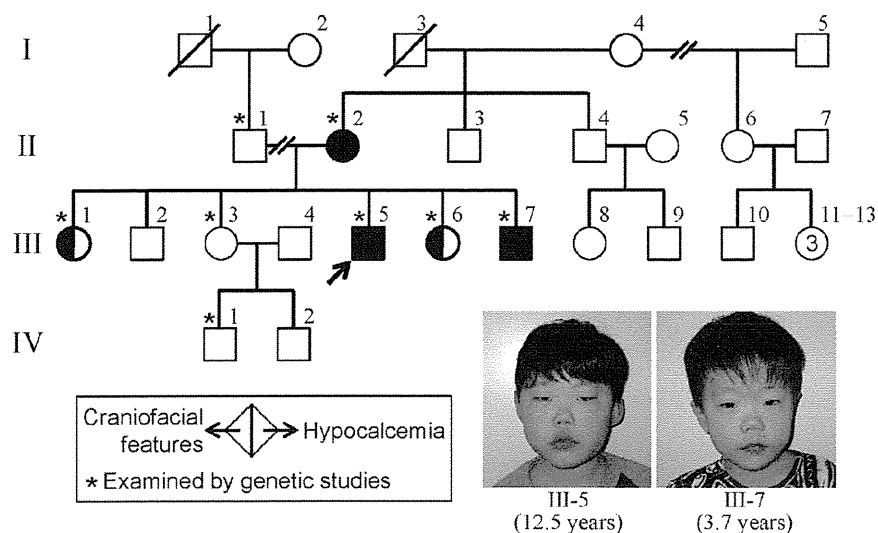 I
1
2
3
4
5
II
* 1
* 2
3
4
5
6
7
III
* 1
2
* 3
4
* 5
* 6
* 7
8
9
10
11–13
3
IV
* 1
2
Craniofacial
features
Hypocalcemia
* Examined by genetic studies
III-5
(12.5 years)
III-7
(3.7 years)